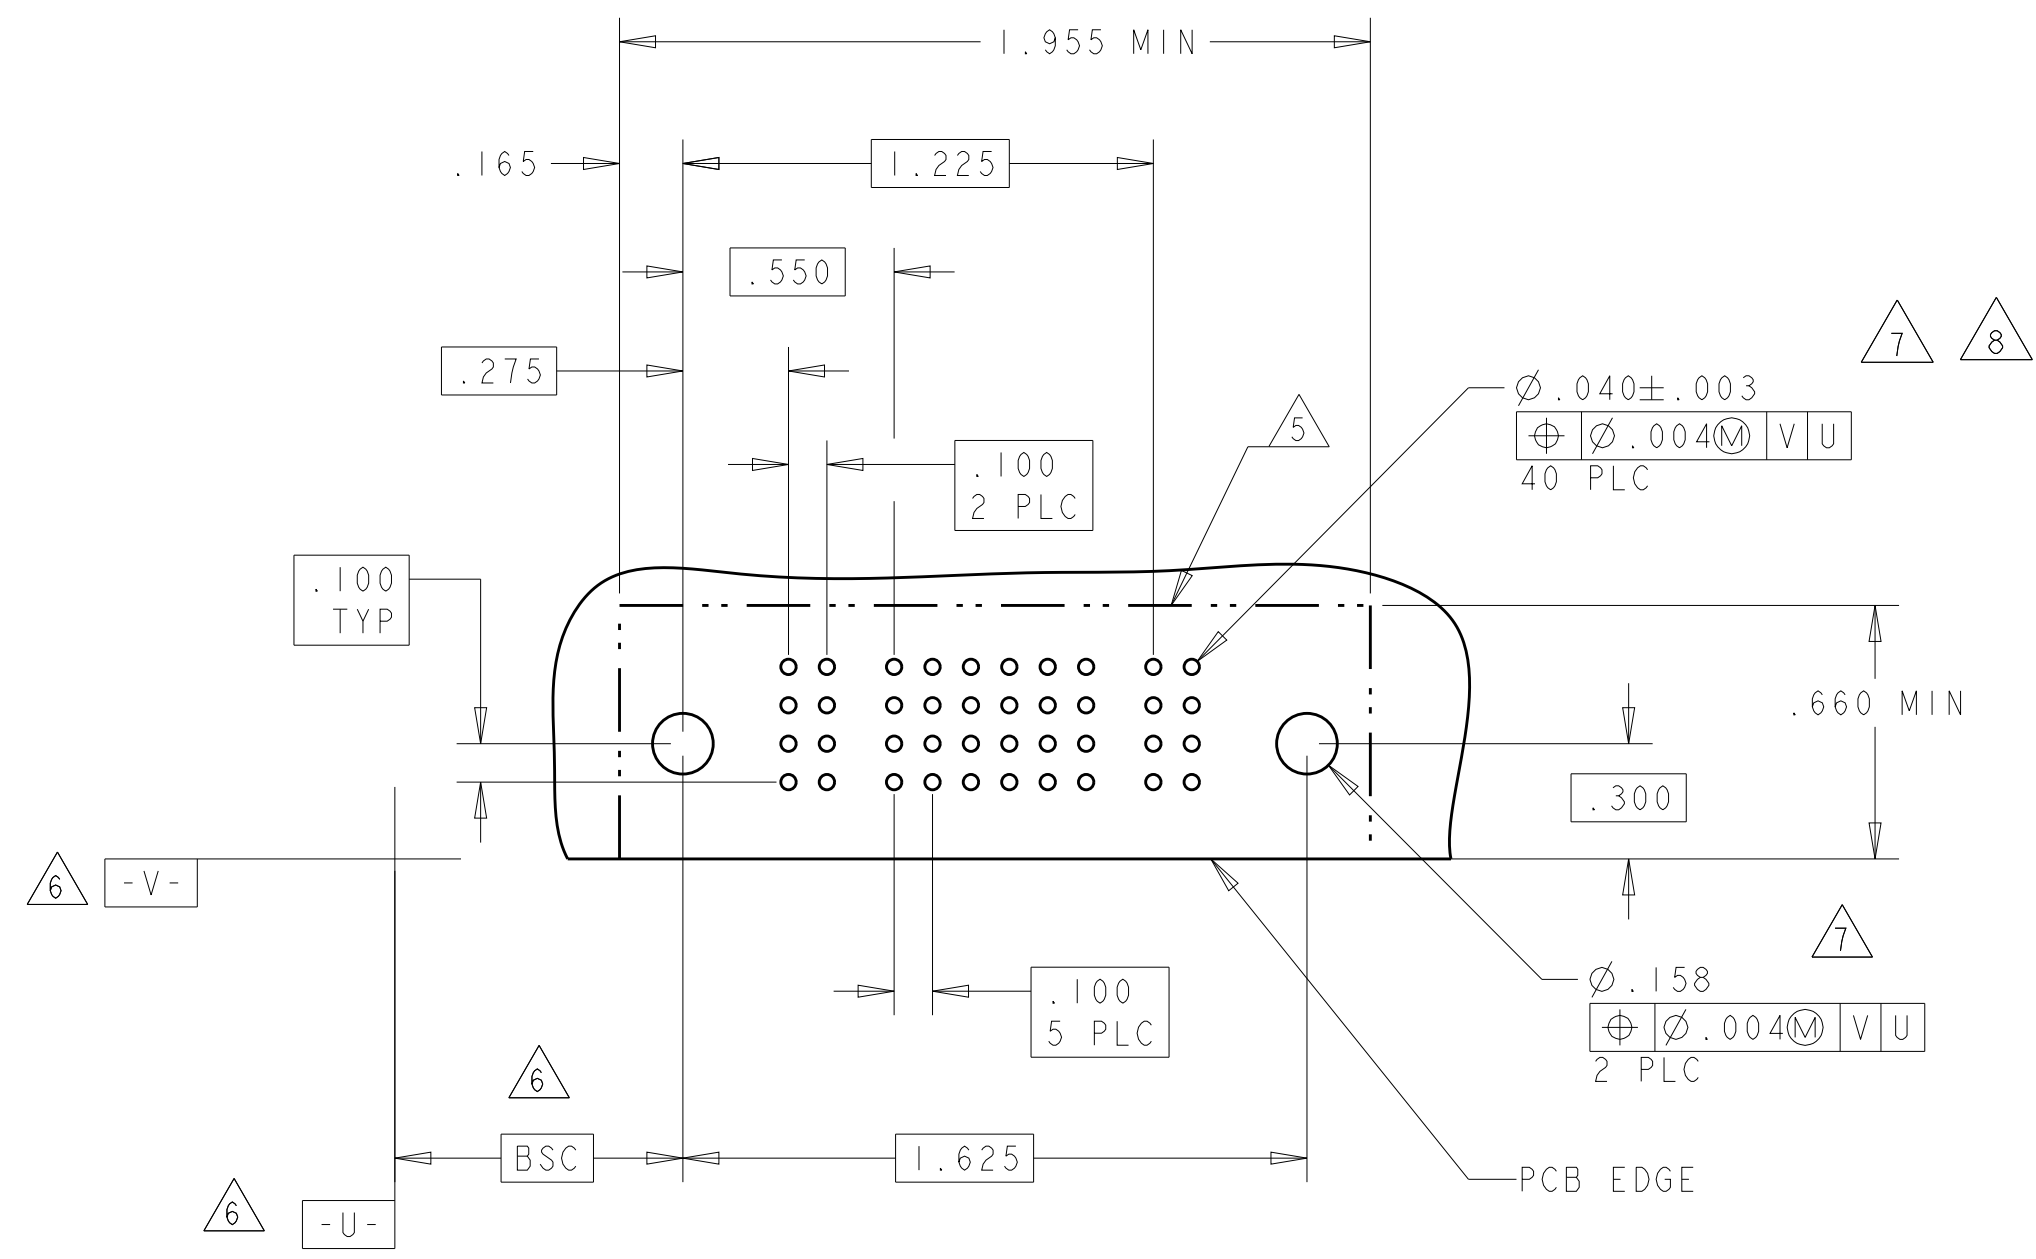 1.955 MIN
.165
1.225
.550
.275
7
8
Ø.040±.003
⌖ Ø.004Ⓜ V U
40 PLC
5
.100
2 PLC
.100
TYP
.660 MIN
.300
6
-V-
7
Ø.158
⌖ Ø.004Ⓜ V U
2 PLC
.100
5 PLC
6
BSC
1.625
PCB EDGE
6
-U-